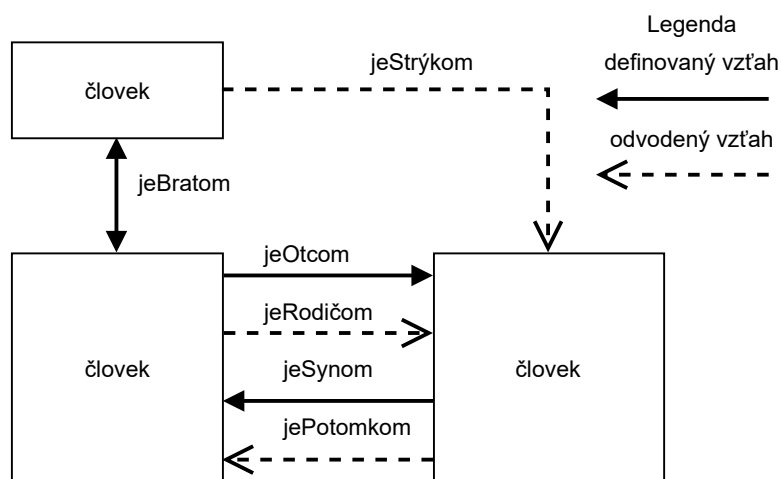 Legenda
definovaný vzťah
odvodený vzťah
človek
jeStrýkom
jeBratom
človek
jeOtcom
jeRodičom
jeSynom
jePotomkom
človek